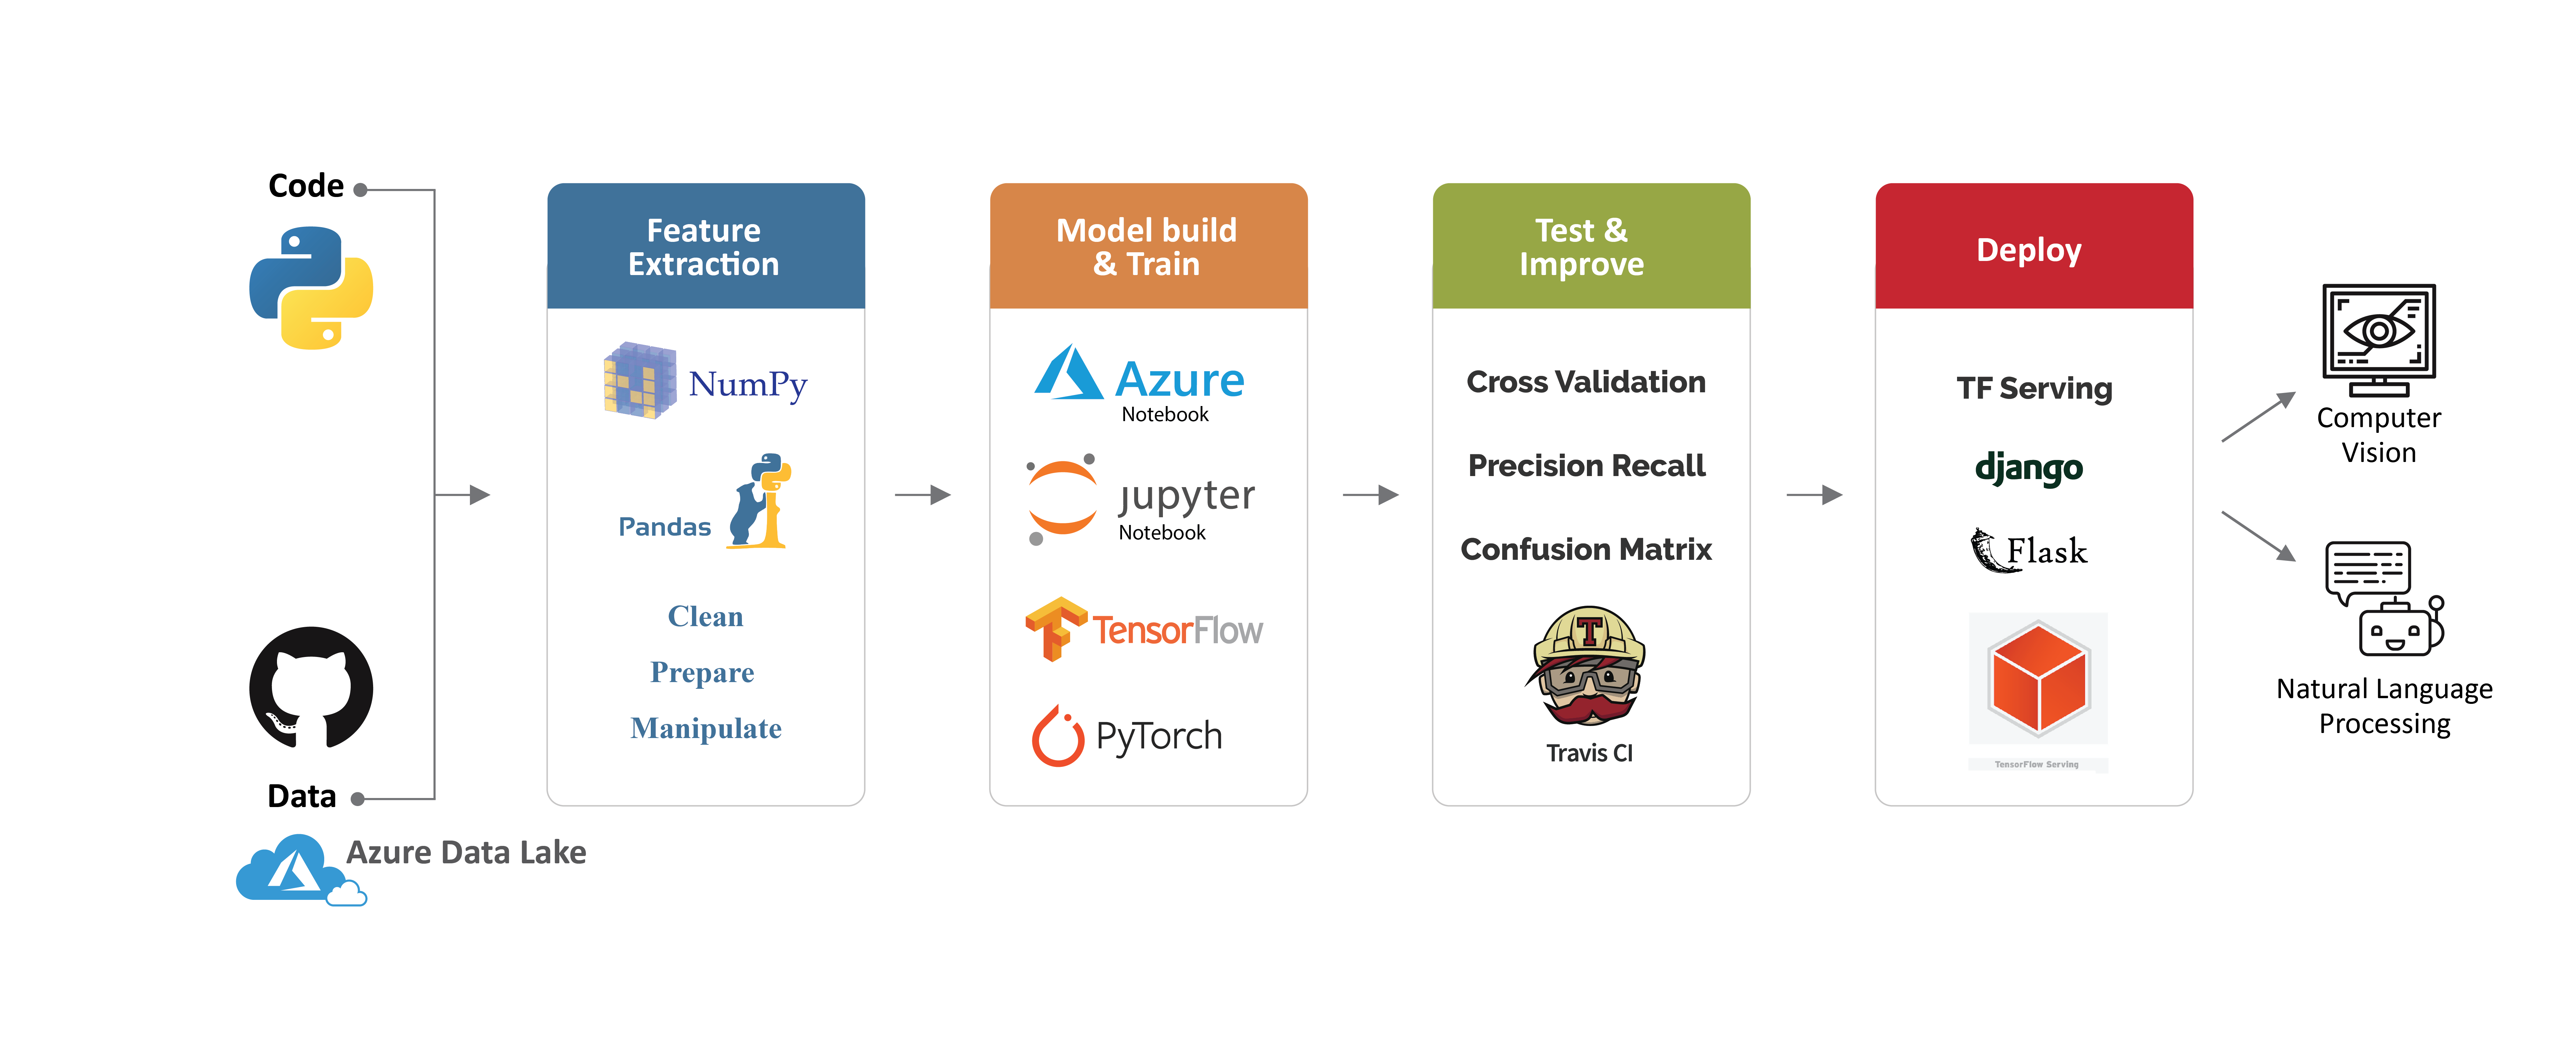 Code
Data
Azure Data Lake
Feature
Extraction
NumPy
Pandas
Clean
Prepare
Manipulate
Model build
& Train
Azure
Notebook
jupyter
Notebook
TensorFlow
PyTorch
Test &
Improve
Cross Validation
Precision Recall
Confusion Matrix
T
Travis CI
Deploy
TF Serving
django
Flask
TensorFlow Serving
Computer
Vision
Natural Language
Processing